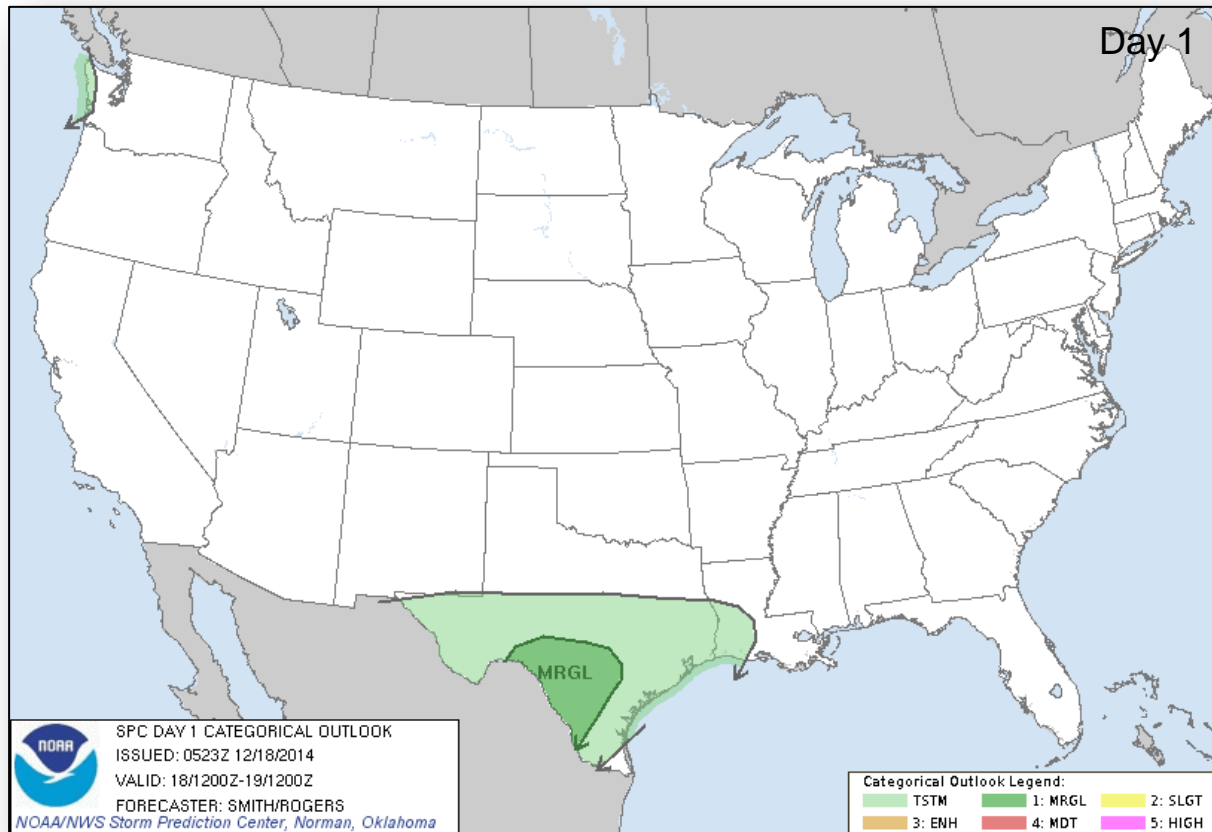 Day 1
MRGL
NOAA
SPC DAY 1 CATEGORICAL OUTLOOK
ISSUED: 0523Z 12/18/2014
VALID: 18/1200Z-19/1200Z
FORECASTER: SMITH/ROGERS
NOAA/NWS Storm Prediction Center, Norman, Oklahoma
Categorical Outlook Legend:
TSTM 1: MRGL 2: SLGT
3: ENH 4: MDT 5: HIGH